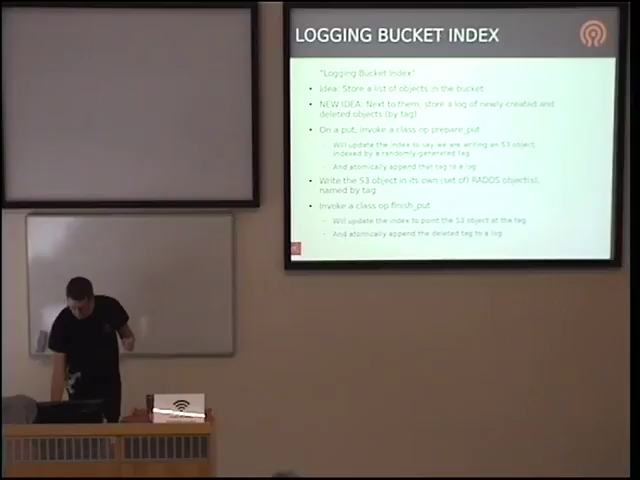 LOGGING BUCKET INDEX
"Logging Bucket Index"
• Idea: Store a list of objects in the bucket
• NEW IDEA: Next to them, store a log of newly created and
deleted objects (by tag)
• On a put, invoke a class op prepare_put
- Will update the index to say we are writing an S3 object,
indexed by a randomly-generated tag
- And atomically append that tag to a log
• Write the S3 object in its own (set of) RADOS object(s),
named by tag
• Invoke a class op finish_put
- Will update the index to point the S3 object at the tag
- And atomically append the deleted tag to a log